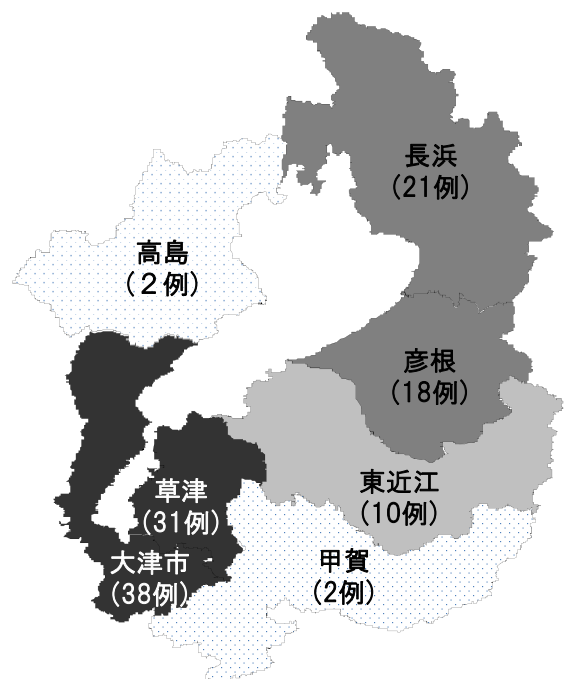 長浜
(21例)
高島
(２例)
彦根
(18例)
東近江
(10例)
草津
(31例)
大津市
(38例)
甲賀
(2例)